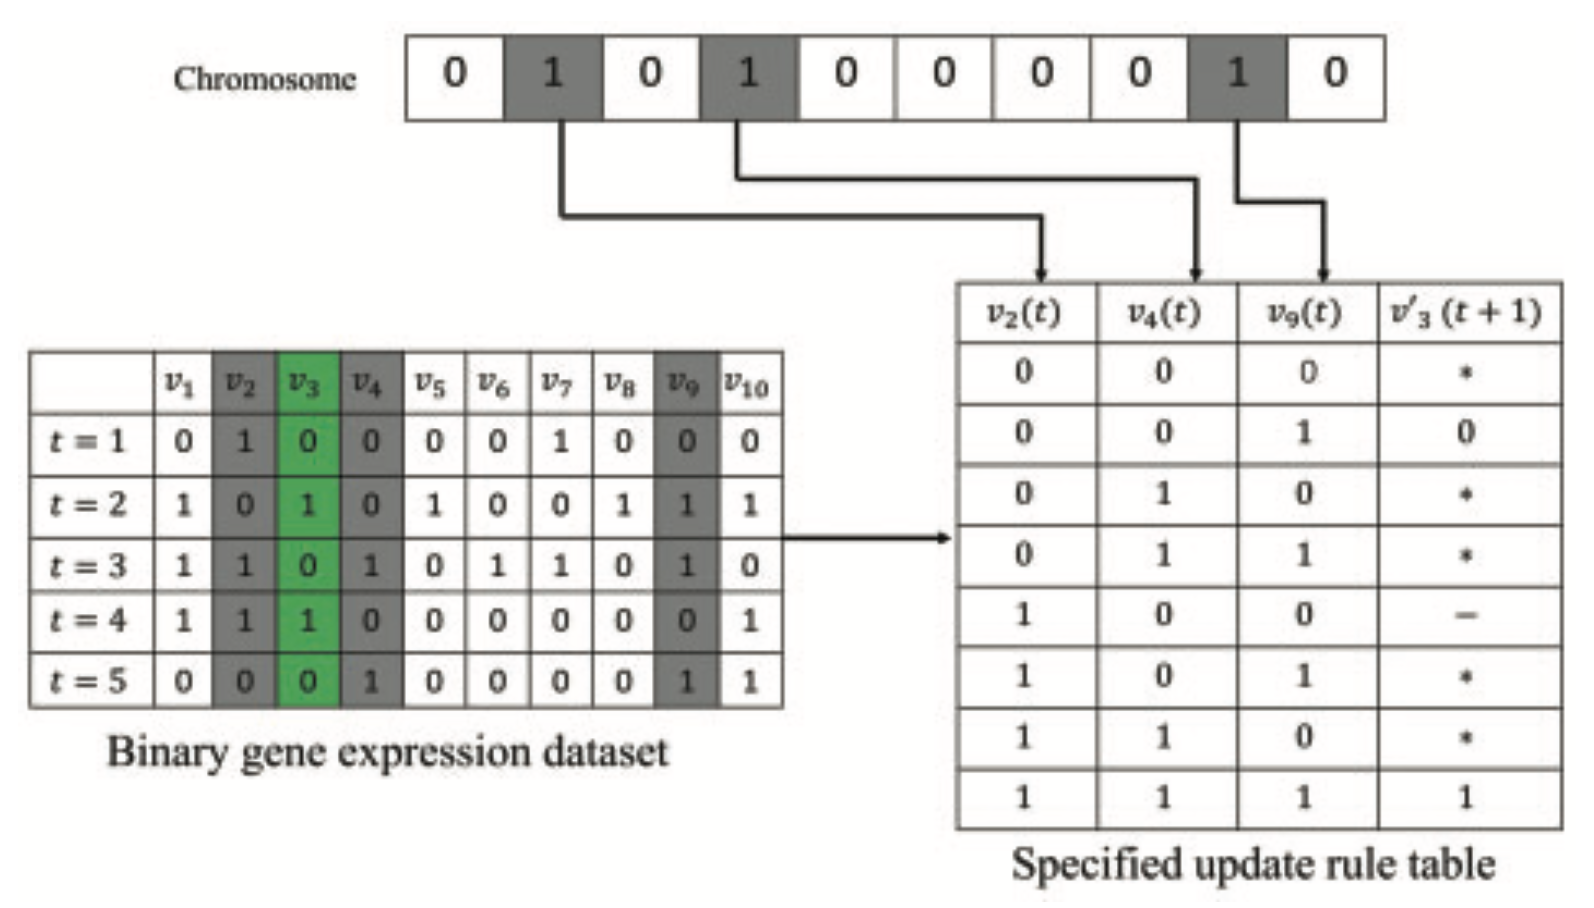 Chromosome 0 1 0 1 0 0 0 0 1 0
v₂(t) v₄(t) v₉(t) v′₃ (t + 1)
0 0 0 *
0 0 1 0
0 1 0 *
0 1 1 *
1 0 0 −
1 0 1 *
1 1 0 *
1 1 1 1
Specified update rule table
v₁ v₂ v₃ v₄ v₅ v₆ v₇ v₈ v₉ v₁₀
t = 1 0 1 0 0 0 0 1 0 0 0
t = 2 1 0 1 0 1 0 0 1 1 1
t = 3 1 1 0 1 0 1 1 0 1 0
t = 4 1 1 1 0 0 0 0 0 0 1
t = 5 0 0 0 1 0 0 0 0 1 1
Binary gene expression dataset